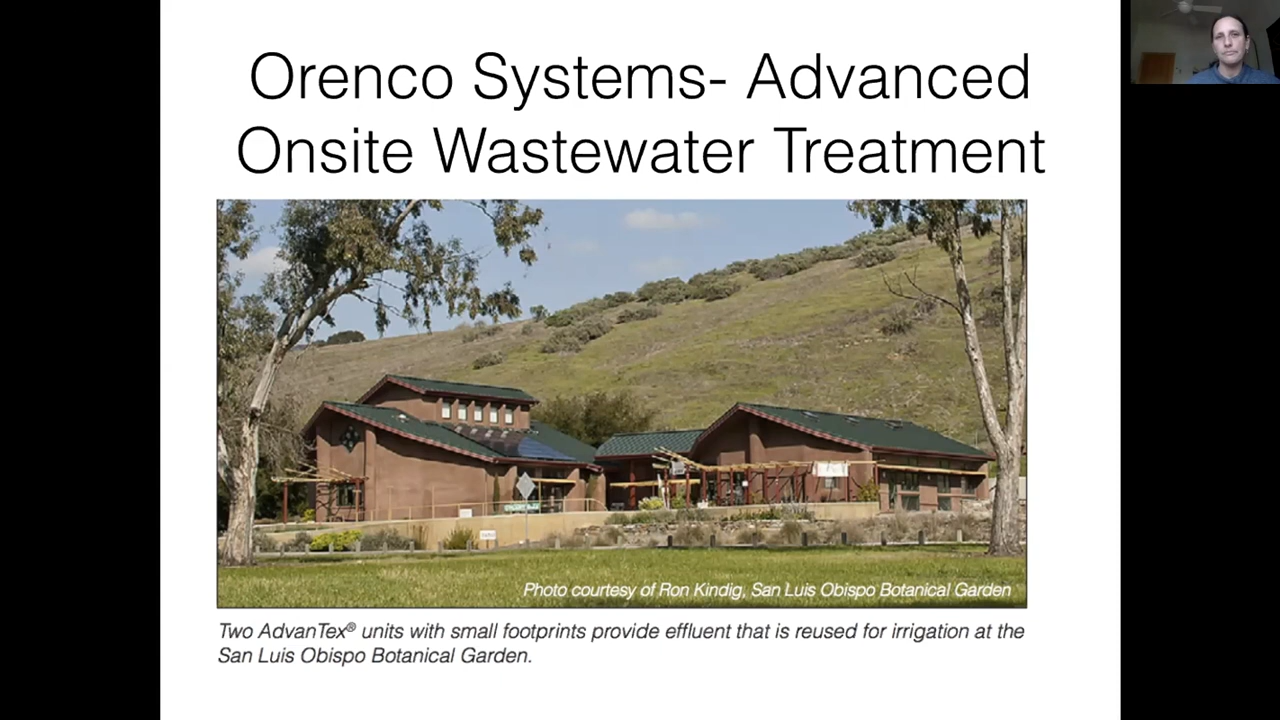 Orenco Systems- Advanced
Onsite Wastewater Treatment
Photo courtesy of Ron Kindig, San Luis Obispo Botanical Garden
Two AdvanTex® units with small footprints provide effluent that is reused for irrigation at the
San Luis Obispo Botanical Garden.